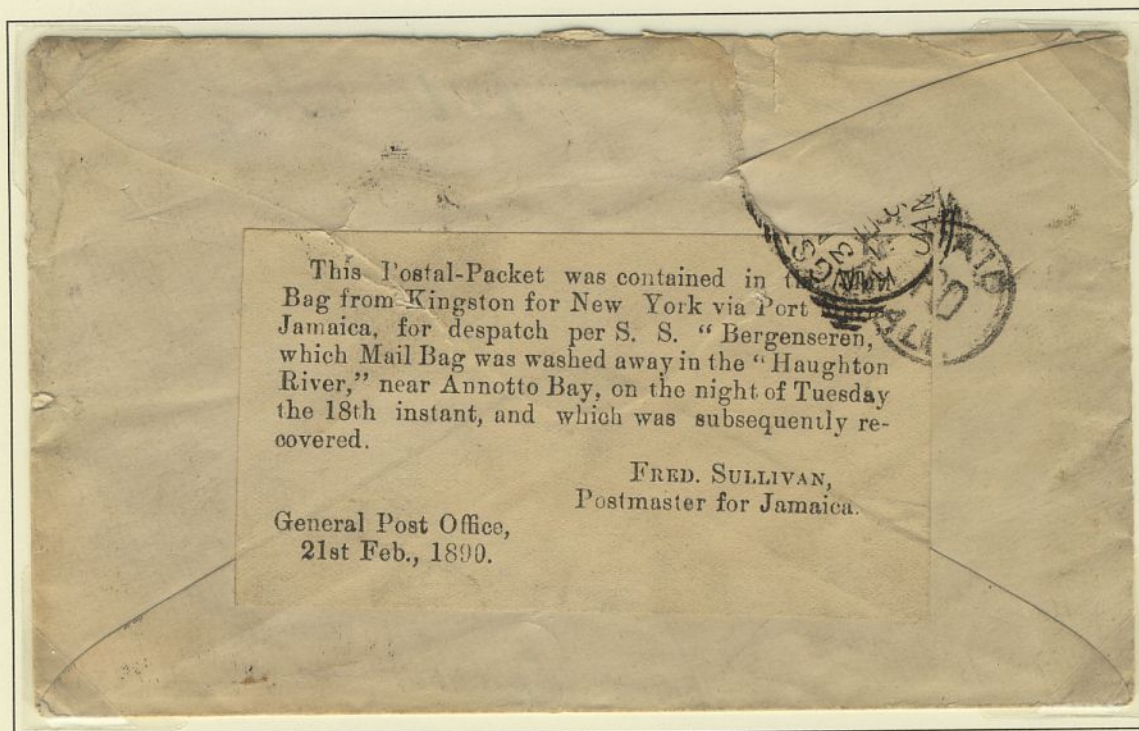 This Postal-Packet was contained in
Bag from Kingston for New York via Port
Jamaica, for despatch per S. S. “Bergenseren,”
which Mail Bag was washed away in the “Haughton
River,” near Annotto Bay, on the night of Tuesday
the 18th instant, and which was subsequently re-
covered.
FRED. SULLIVAN,
Postmaster for Jamaica.
General Post Office,
21st Feb., 1890.